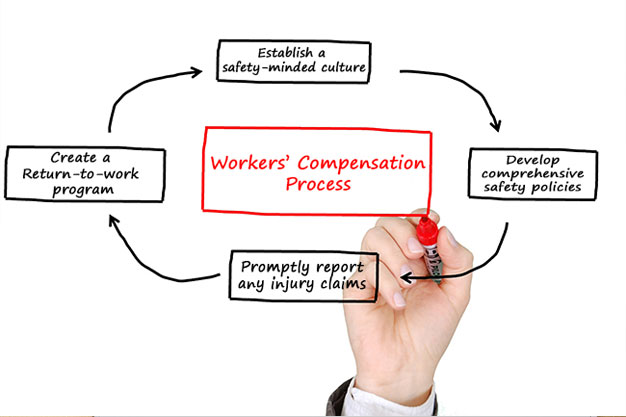 Establish a
safety-minded culture
Workers' Compensation
Process
Develop
comprehensive
safety policies
Promptly report
any injury claims
Create a
Return-to-work
program